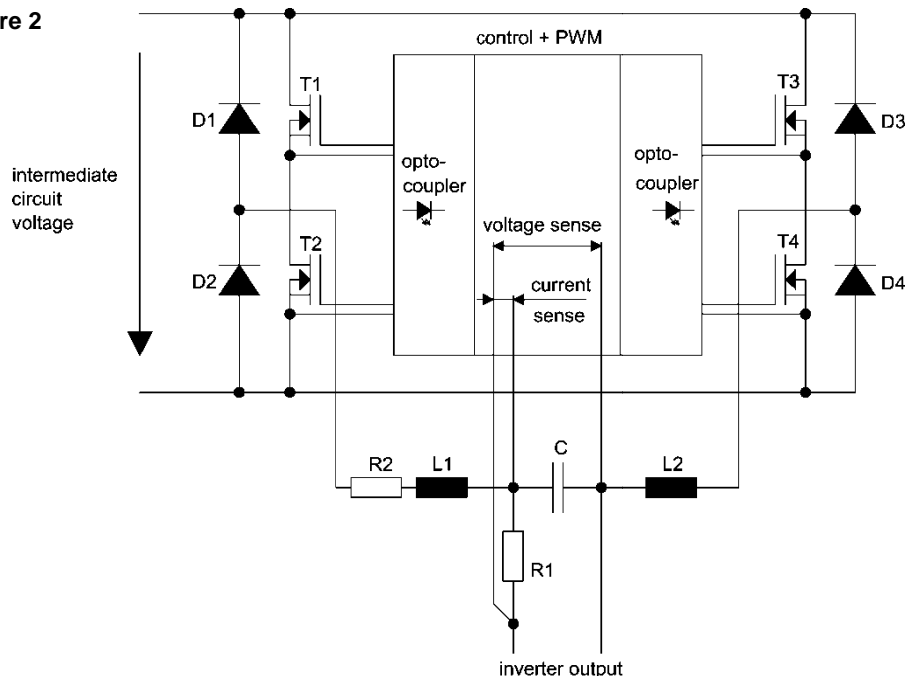 re 2
control + PWM
T1
T3
D1
D3
opto-
coupler
opto-
coupler
intermediate
circuit
voltage
voltage sense
T2
T4
D2
D4
current
sense
C
R2
L1
L2
R1
inverter output